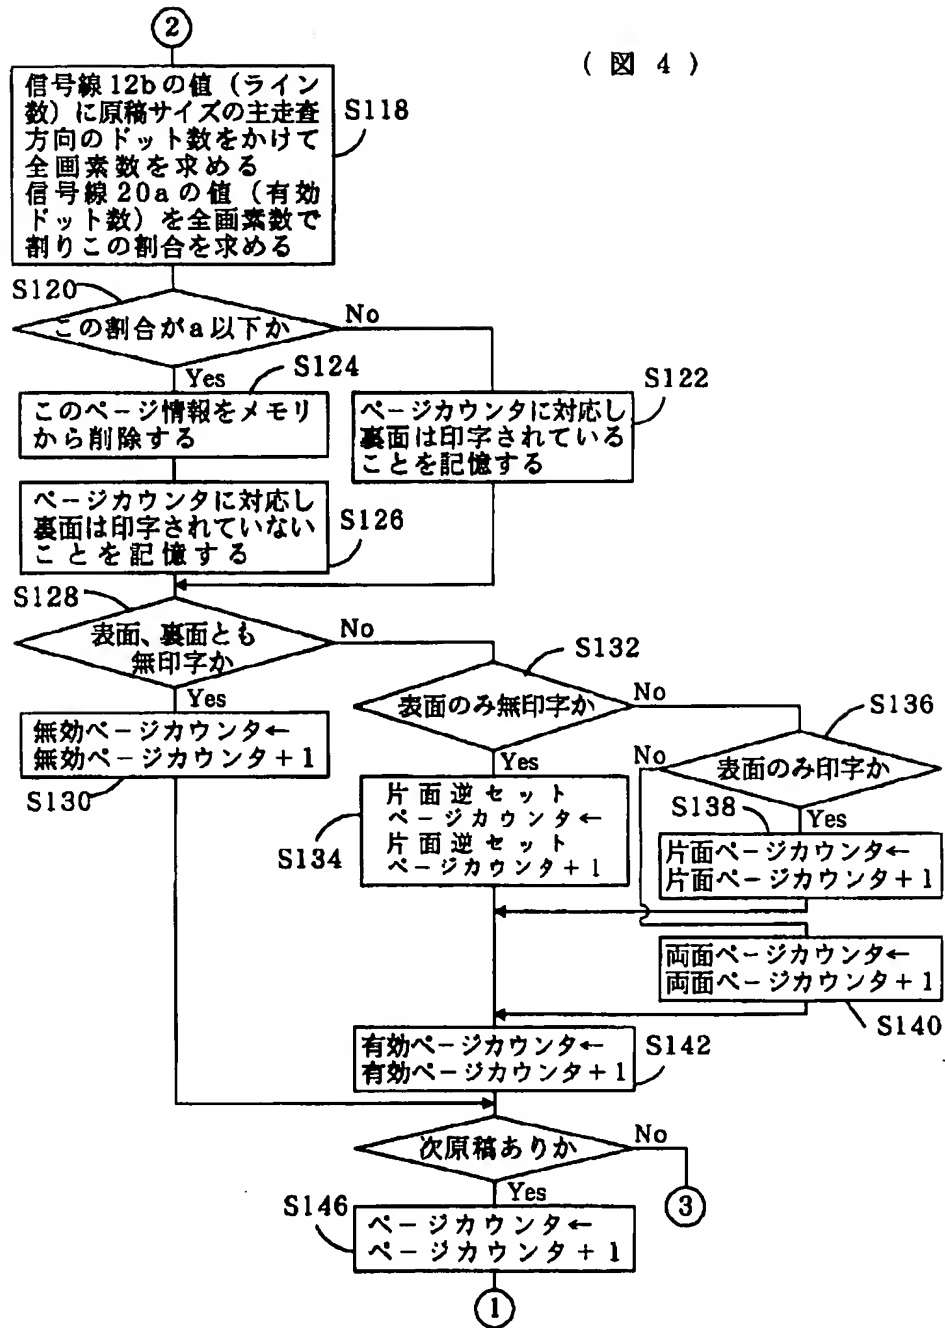 ②
( 図 4 )
信号線12bの値（ライン
数）に原稿サイズの主走査
方向のドット数をかけて
全画素数を求める
信号線20aの値（有効
ドット数）を全画素数で
割りこの割合を求める
S118
S120
この割合がa以下か
No
Yes
S124
このページ情報をメモリ
から削除する
S122
ページカウンタに対応し
裏面は印字されている
ことを記憶する
ページカウンタに対応し
裏面は印字されていない
ことを記憶する
S126
S128
表面、裏面とも
無印字か
No
Yes
無効ページカウンタ←
無効ページカウンタ+1
S130
S132
表面のみ無印字か
No
Yes
S134
片面逆セット
ページカウンタ←
片面逆セット
ページカウンタ+1
S136
表面のみ印字か
No
Yes
S138
片面ページカウンタ←
片面ページカウンタ+1
両面ページカウンタ←
両面ページカウンタ+1
S140
有効ページカウンタ←
有効ページカウンタ+1
S142
次原稿ありか
No
Yes
③
S146
ページカウンタ←
ページカウンタ+1
①